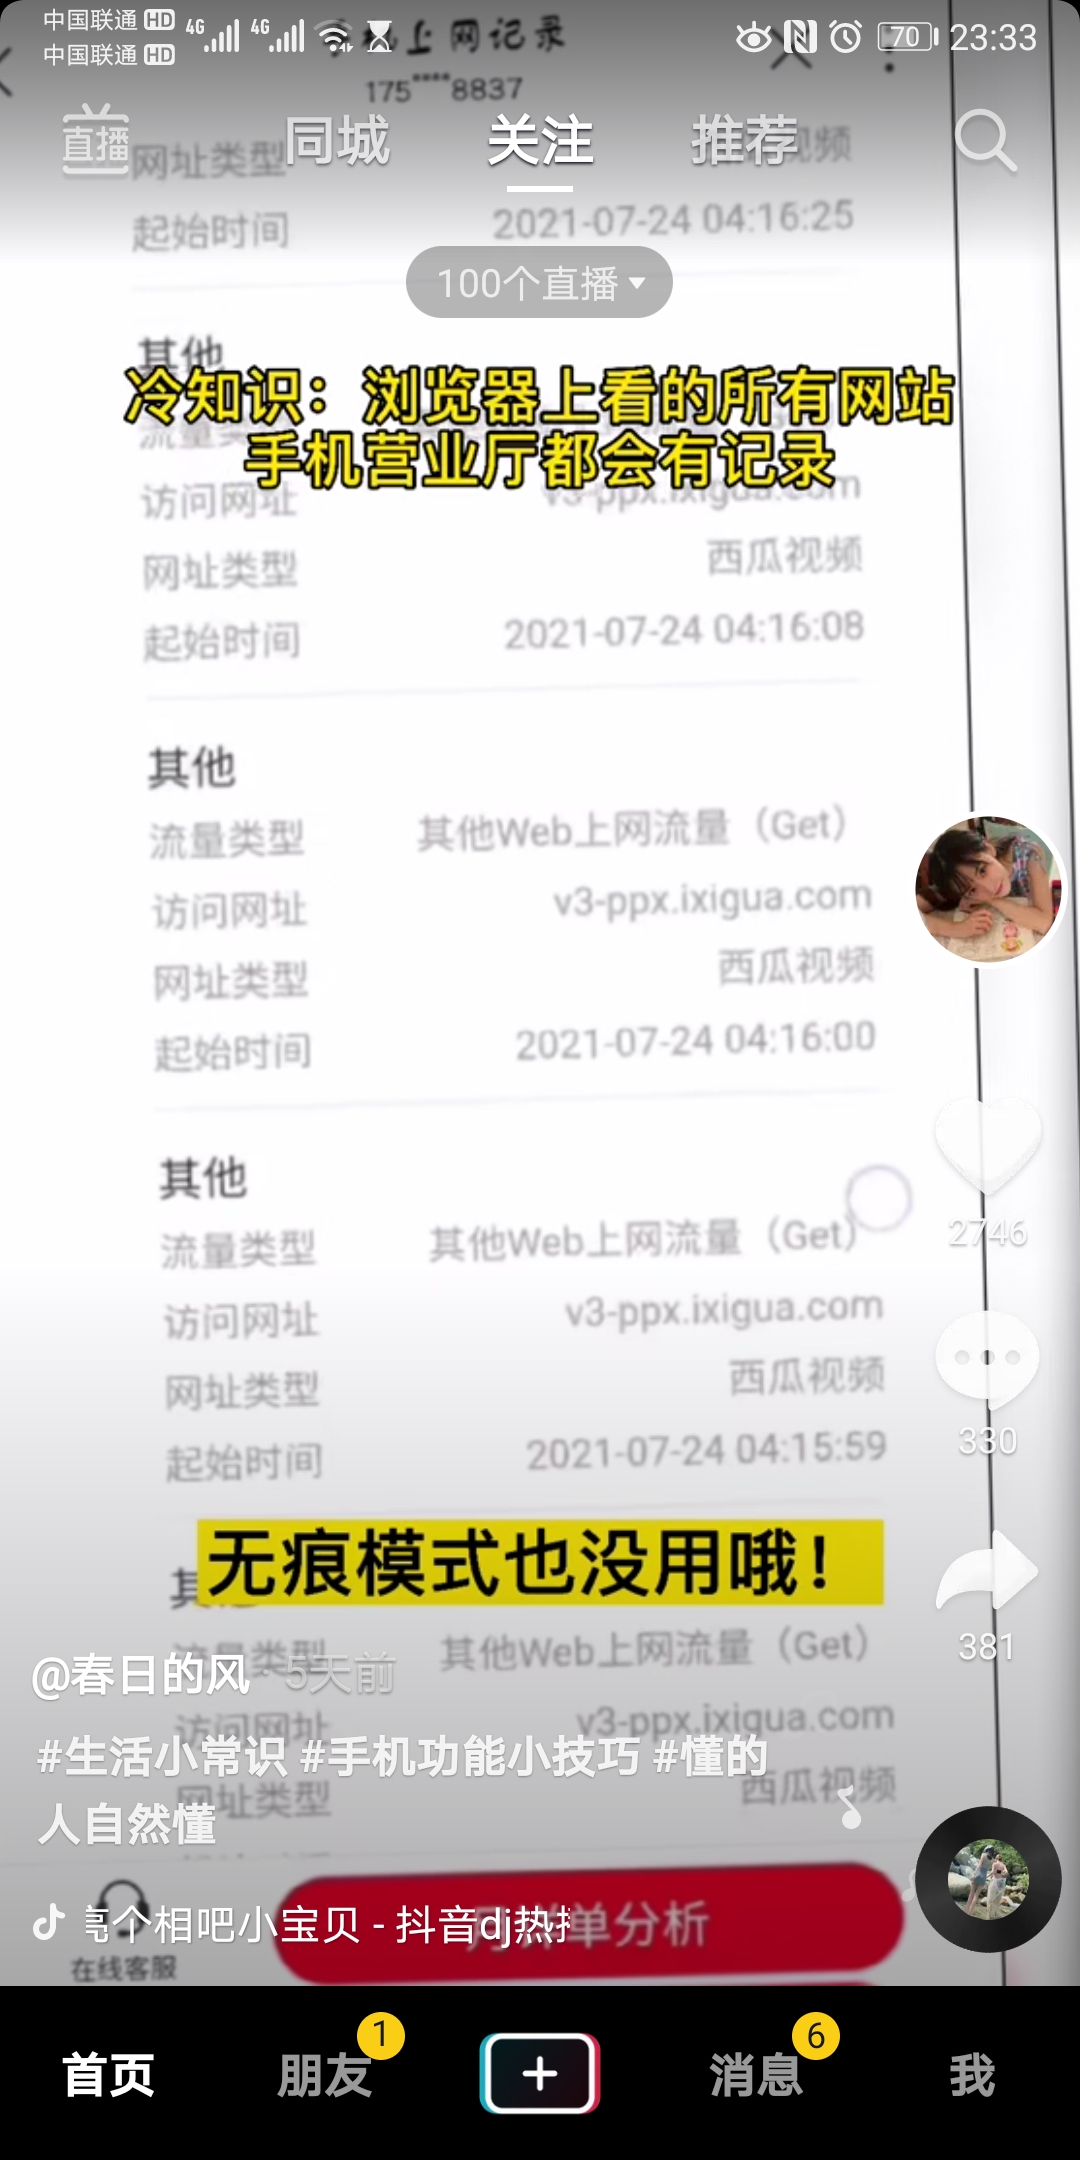 中国联通 HD
中国联通 HD
4G 4G
70 23:33
上网记录
175****8837
直播 同城 关注 推荐
网址类型 视频
起始时间 2021-07-24 04:16:25
100个直播
其他
冷知识：浏览器上看的所有网站
手机营业厅都会有记录
访问网址 v3-ppx.ixigua.com
网址类型 西瓜视频
起始时间 2021-07-24 04:16:08
其他
流量类型 其他Web上网流量（Get）
访问网址 v3-ppx.ixigua.com
网址类型 西瓜视频
起始时间 2021-07-24 04:16:00
其他
流量类型 其他Web上网流量（Get）
2746
访问网址 v3-ppx.ixigua.com
网址类型 西瓜视频
330
起始时间 2021-07-24 04:15:59
无痕模式也没用哦！
流量类型 其他Web上网流量（Get）
381
@春日的风 · 5天前
访问网址 v3-ppx.ixigua.com
#生活小常识 #手机功能小技巧 #懂的
人自然懂
网址类型 西瓜视频
个相吧小宝贝 - 抖音dj热
单分析
在线客服
首页 朋友 1 消息 6 我